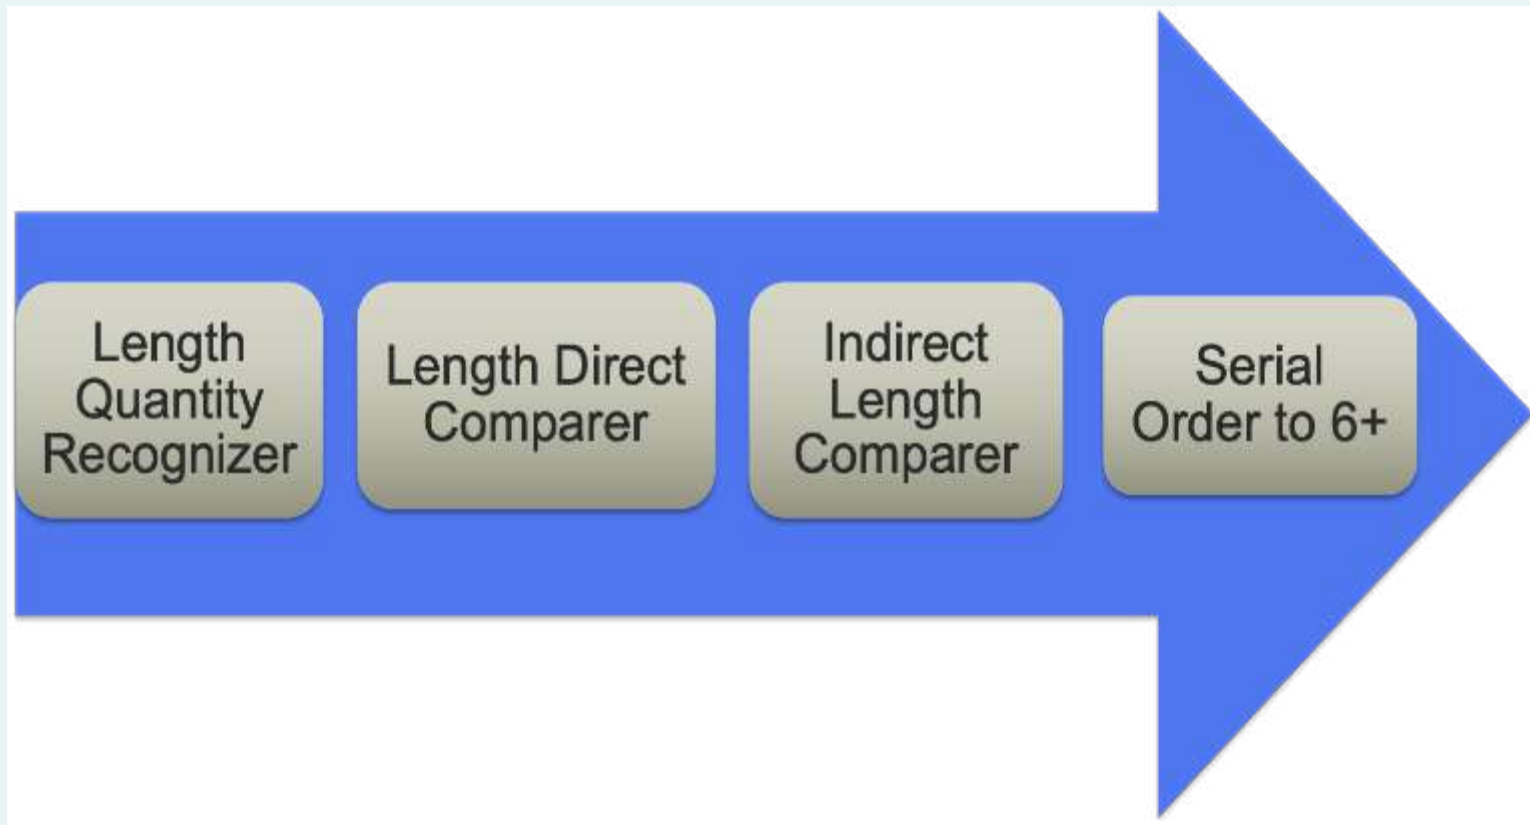 Length
Quantity
Recognizer
Length Direct
Comparer
Indirect
Length
Comparer
Serial
Order to 6+